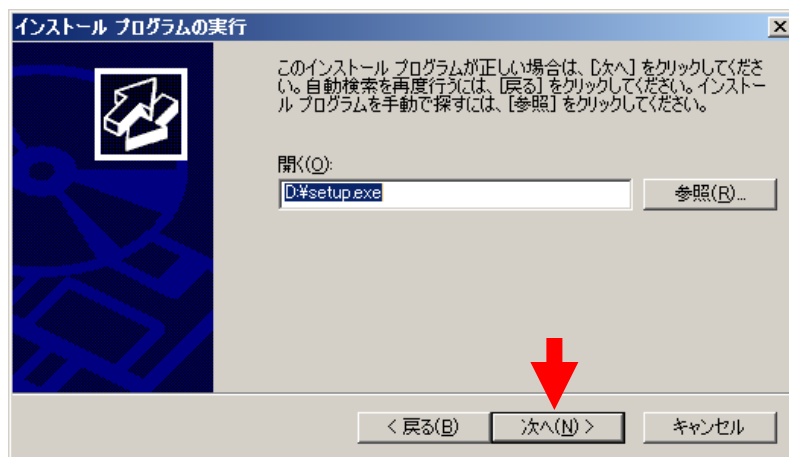 インストール プログラムの実行
このインストール プログラムが正しい場合は、[次へ] をクリックしてくださ
い。自動検索を再度行うには、[戻る] をクリックしてください。インストー
ル プログラムを手動で探すには、[参照] をクリックしてください。
開く(O):
D:¥setup.exe
参照(R)...
< 戻る(B)
次へ(N) >
キャンセル